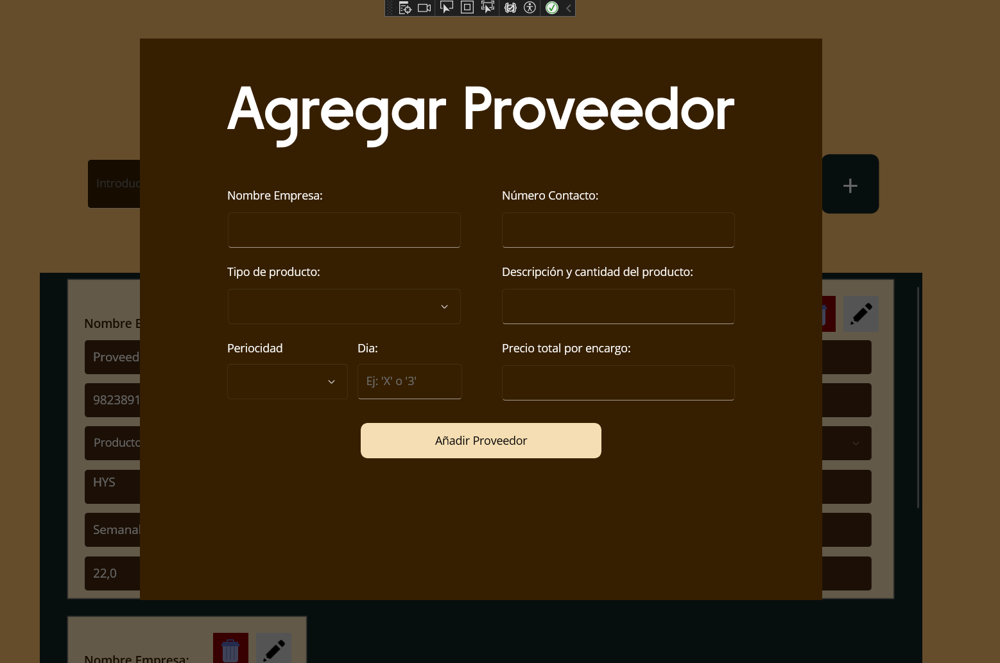 Agregar Proveedor
Introduc
+
Nombre Empresa:
Número Contacto:
Tipo de producto:
Descripción y cantidad del producto:
Periocidad
Dia:
Ej: 'X' o '3'
Precio total por encargo:
Añadir Proveedor
Nombre E
Proveed
9823891
Producto
HYS
Semanal
22,0
Nombre Empresa: